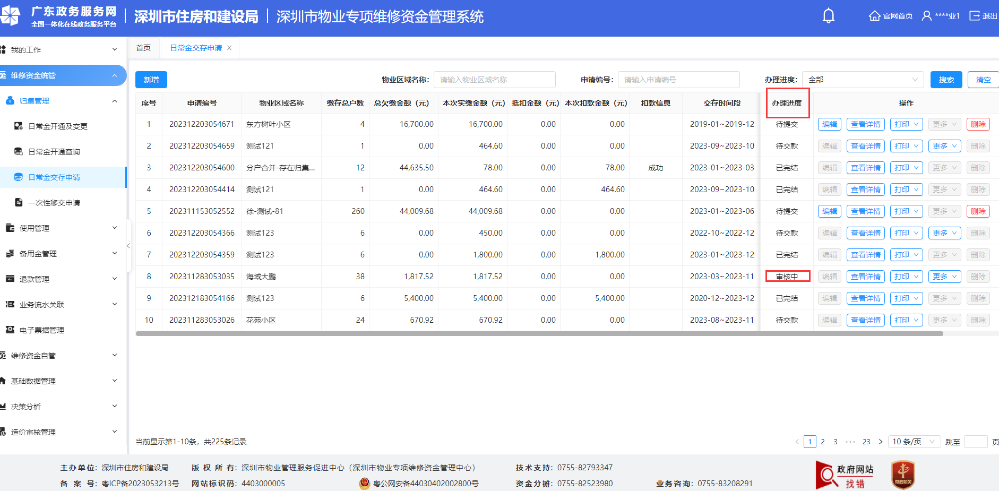 广东政务服务网
全国一体化在线政务服务平台
深圳市住房和建设局
深圳市物业专项维修资金管理系统
官网首页
****业1
退出
我的工作
维修资金统管
归集管理
日常金开通及变更
日常金开通查询
日常金交存申请
一次性移交申请
使用管理
备用金管理
退款管理
业务流水关联
电子票据管理
维修资金自管
基础数据管理
决策分析
造价审核管理
首页 日常金交存申请 ×
新增 物业区域名称: 请输入物业区域名称 申请编号: 请输入申请编号 办理进度: 全部 搜索 清空
序号 申请编号 物业区域名称 缴存总户数 总欠缴金额（元） 本次实缴金额（元） 抵扣金额（元） 本次扣款金额（元） 扣款信息 交存时间段 办理进度 操作
1 202312203054671 东方树叶小区 4 16,700.00 16,700.00 0.00 0.00 2019-01~2019-12 待提交 编辑 查看详情 打印 更多 删除
2 202312203054659 测试121 1 0.00 464.60 0.00 0.00 2023-09~2023-10 待交款 编辑 查看详情 打印 更多 删除
3 202312203054600 分户合并-存在归集... 12 44,635.50 78.00 0.00 78.00 成功 2023-01~2023-03 已完结 编辑 查看详情 打印 更多 删除
4 202312203054414 测试121 1 0.00 464.60 0.00 464.60 2023-09~2023-10 已完结 编辑 查看详情 打印 更多 删除
5 202311153052552 徐-测试-81 260 44,009.68 44,009.68 0.00 0.00 2023-01~2023-06 待提交 编辑 查看详情 打印 更多 删除
6 202312203054366 测试123 6 0.00 450.00 0.00 0.00 2022-10~2022-12 待交款 编辑 查看详情 打印 更多 删除
7 202312203054359 测试123 6 0.00 1,800.00 0.00 1,800.00 2023-01~2023-12 已完结 编辑 查看详情 打印 更多 删除
8 202311283053035 海域大鹏 38 1,817.52 1,817.52 0.00 0.00 2023-03~2023-11 审核中 编辑 查看详情 打印 更多 删除
9 202312183054166 测试123 6 5,400.00 5,400.00 0.00 5,400.00 2020-12~2023-12 已完结 编辑 查看详情 打印 更多 删除
10 202311283053026 花苑小区 24 670.92 670.92 0.00 0.00 2023-08~2023-11 待交款 编辑 查看详情 打印 更多 删除
当前显示第1-10条，共225条记录 < 1 2 3 ··· 23 > 10 条/页 跳至 页
主办单位: 深圳市住房和建设局 版权所有: 深圳市物业管理服务促进中心（深圳市物业专项维修资金管理中心） 技术支持: 0755-82793347
备案号: 粤ICP备2023053213号 网站标识码: 4403000005 粤公网安备44030402002800号 资金分摊: 0755-82523980 业务咨询: 0755-83208291
政府网站
找错
党政机关